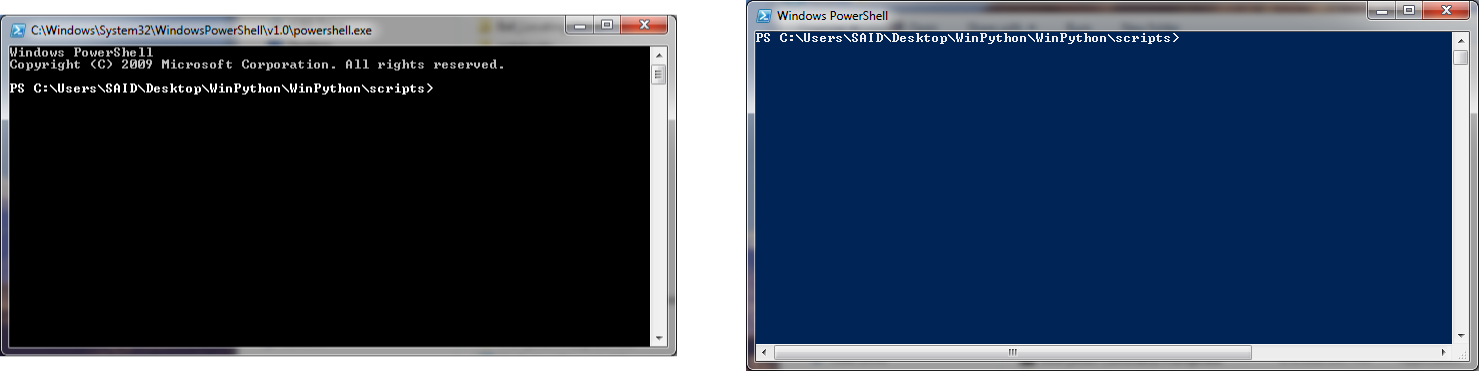 C:\Windows\System32\WindowsPowerShell\v1.0\powershell.exe
Windows PowerShell
Copyright (C) 2009 Microsoft Corporation. All rights reserved.
PS C:\Users\SAID\Desktop\WinPython\WinPython\scripts>
Windows PowerShell
PS C:\Users\SAID\Desktop\WinPython\WinPython\scripts>